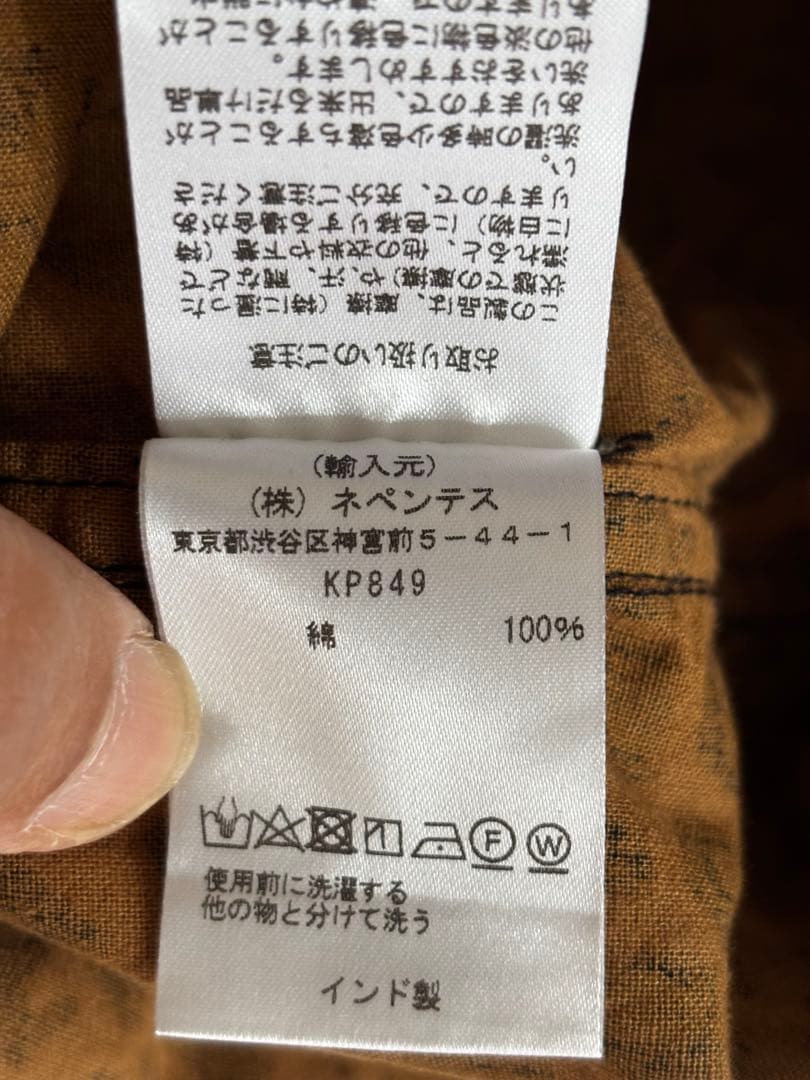 お取り扱いのご注意
この製品は、摩擦（特に湿った
状態での摩擦）や、汗、雨などで
濡れると、他の衣料や下着（特
に白物）に色移りする場合があ
りますので、充分ご注意くださ
い。
洗濯の時多少色落ちすることが
ありますので、出来るだけ単品
洗いをおすすめします。
他の淡色物に色移りすることが
ありますので
（輸入元）
（株）ネペンテス
東京都渋谷区神宮前５−４４−１
KP849
綿 100%
F W
使用前に洗濯する
他の物と分けて洗う
インド製